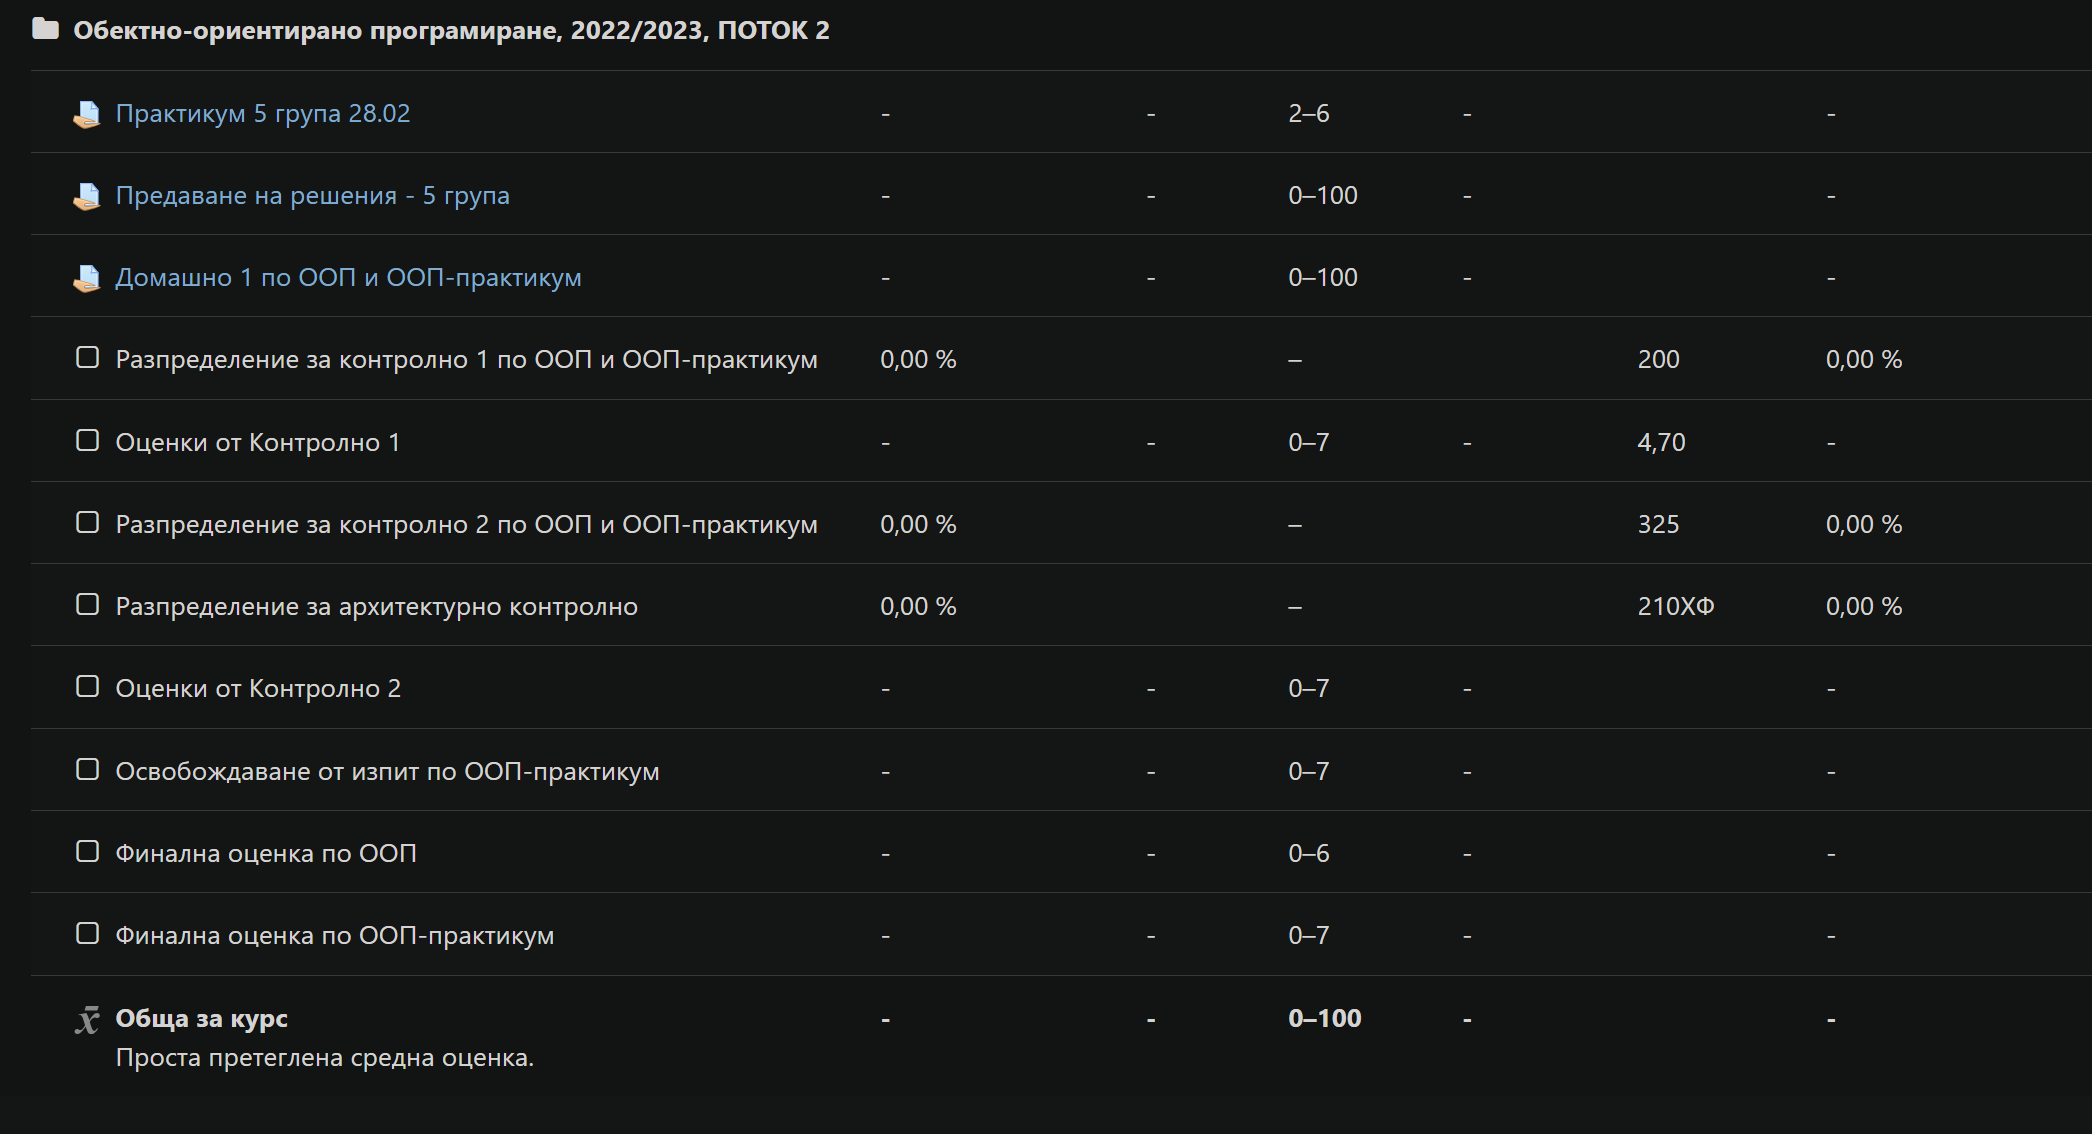 Обектно-ориентирано програмиране, 2022/2023, ПОТОК 2
Практикум 5 група 28.02 - - 2–6 - -
Предаване на решения - 5 група - - 0–100 - -
Домашно 1 по ООП и ООП-практикум - - 0–100 - -
Разпределение за контролно 1 по ООП и ООП-практикум 0,00 % – 200 0,00 %
Оценки от Контролно 1 - - 0–7 - 4,70 -
Разпределение за контролно 2 по ООП и ООП-практикум 0,00 % – 325 0,00 %
Разпределение за архитектурно контролно 0,00 % – 210ХФ 0,00 %
Оценки от Контролно 2 - - 0–7 - -
Освобождаване от изпит по ООП-практикум - - 0–7 - -
Финална оценка по ООП - - 0–6 - -
Финална оценка по ООП-практикум - - 0–7 - -
x̄ Обща за курс - - 0–100 - -
Проста претеглена средна оценка.